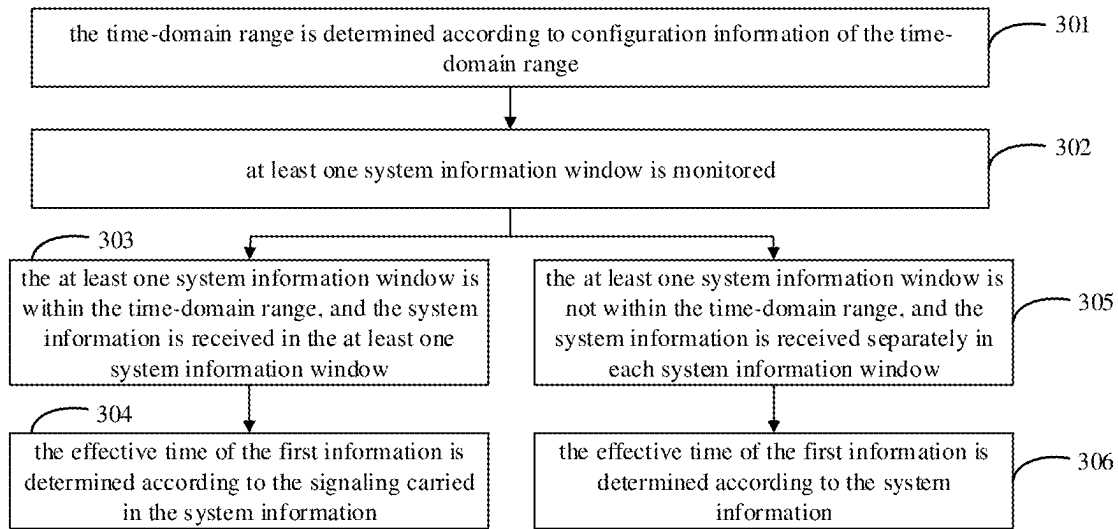 the time-domain range is determined according to configuration information of the time-
domain range
301
at least one system information window is monitored
302
303
the at least one system information window is
within the time-domain range, and the system
information is received in the at least one
system information window
the at least one system information window is
not within the time-domain range, and the
system information is received separately in
each system information window
305
304
the effective time of the first information is
determined according to the signaling carried
in the system information
the effective time of the first information is
determined according to the system
information
306